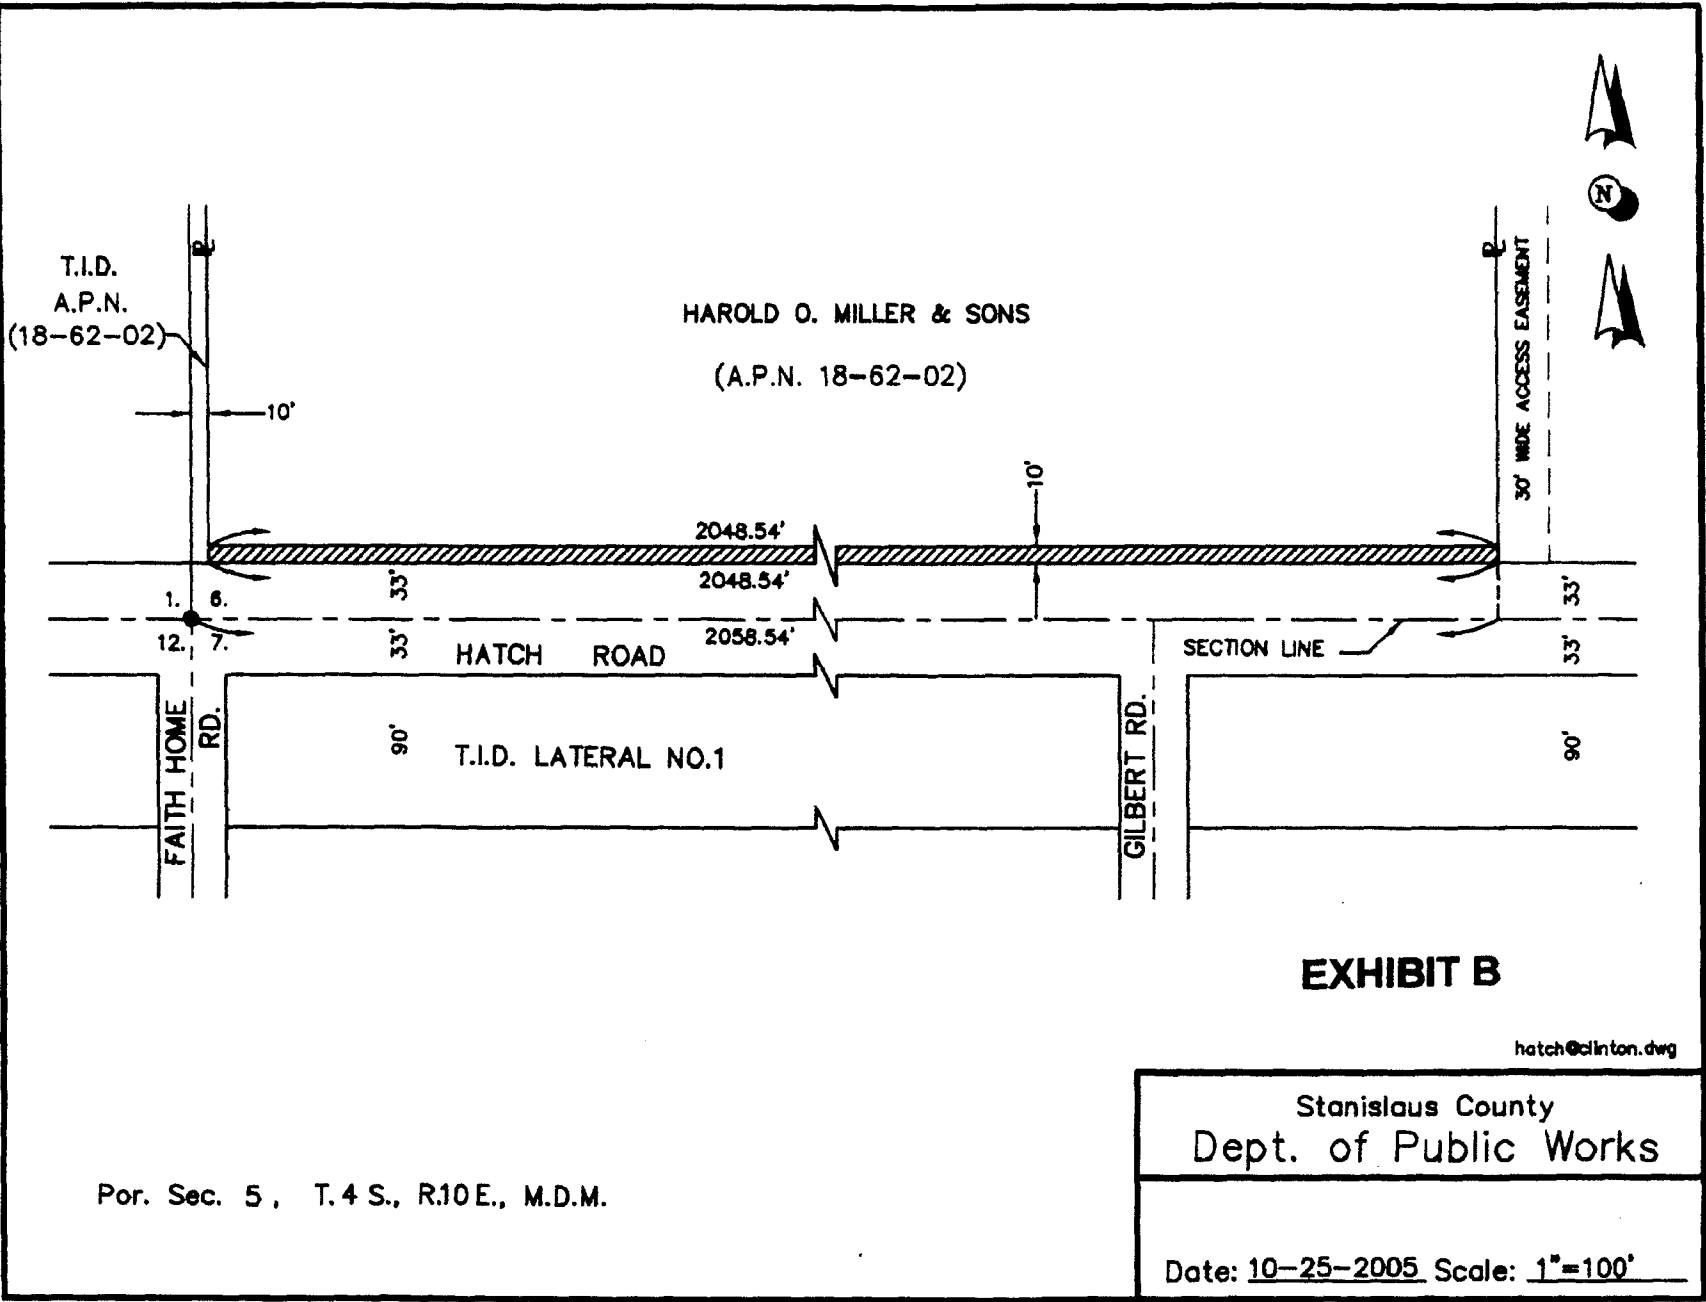 N
T.I.D.
A.P.N.
(18-62-02)
PL
HAROLD O. MILLER & SONS
(A.P.N. 18-62-02)
PL
30' WIDE ACCESS EASEMENT
10'
10'
2048.54'
2048.54'
33'
33'
1. 6.
12. 7.
2058.54'
33'
33'
HATCH ROAD
SECTION LINE
FAITH HOME
RD.
90'
T.I.D. LATERAL NO.1
GILBERT RD.
90'
EXHIBIT B
hatch@clinton.dwg
Stanislaus County
Dept. of Public Works
Por. Sec. 5, T. 4 S., R.10 E., M.D.M.
Date: 10-25-2005 Scale: 1"=100'